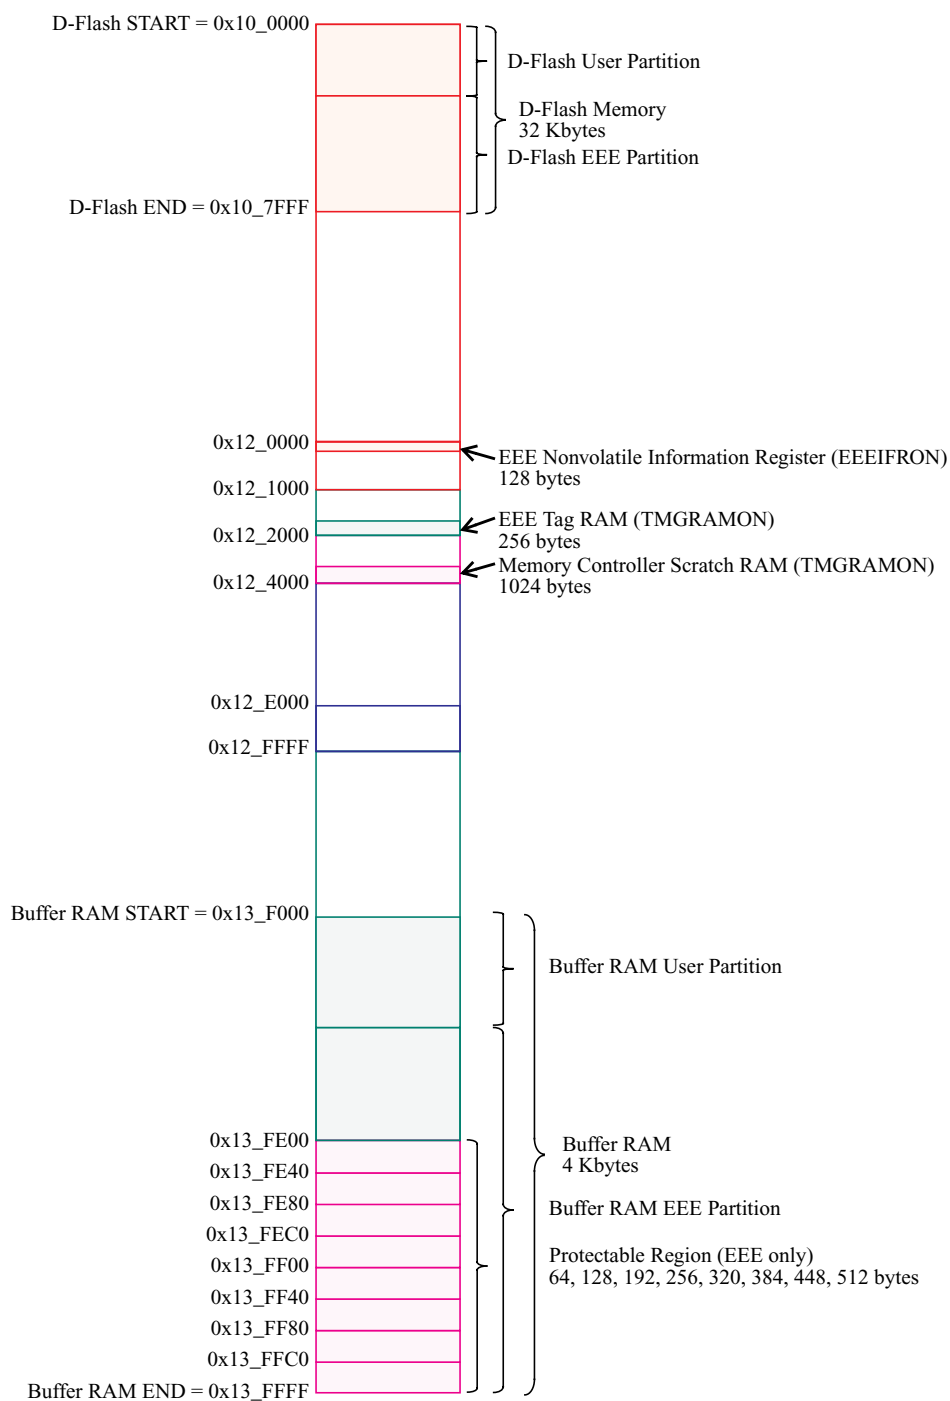 D-Flash START = 0x10_0000
D-Flash User Partition
D-Flash Memory
32 Kbytes
D-Flash EEE Partition
D-Flash END = 0x10_7FFF
0x12_0000
EEE Nonvolatile Information Register (EEEIFRON)
128 bytes
0x12_1000
EEE Tag RAM (TMGRAMON)
256 bytes
0x12_2000
Memory Controller Scratch RAM (TMGRAMON)
1024 bytes
0x12_4000
0x12_E000
0x12_FFFF
Buffer RAM START = 0x13_F000
Buffer RAM User Partition
0x13_FE00
Buffer RAM
4 Kbytes
0x13_FE40
0x13_FE80
Buffer RAM EEE Partition
0x13_FEC0
Protectable Region (EEE only)
64, 128, 192, 256, 320, 384, 448, 512 bytes
0x13_FF00
0x13_FF40
0x13_FF80
0x13_FFC0
Buffer RAM END = 0x13_FFFF